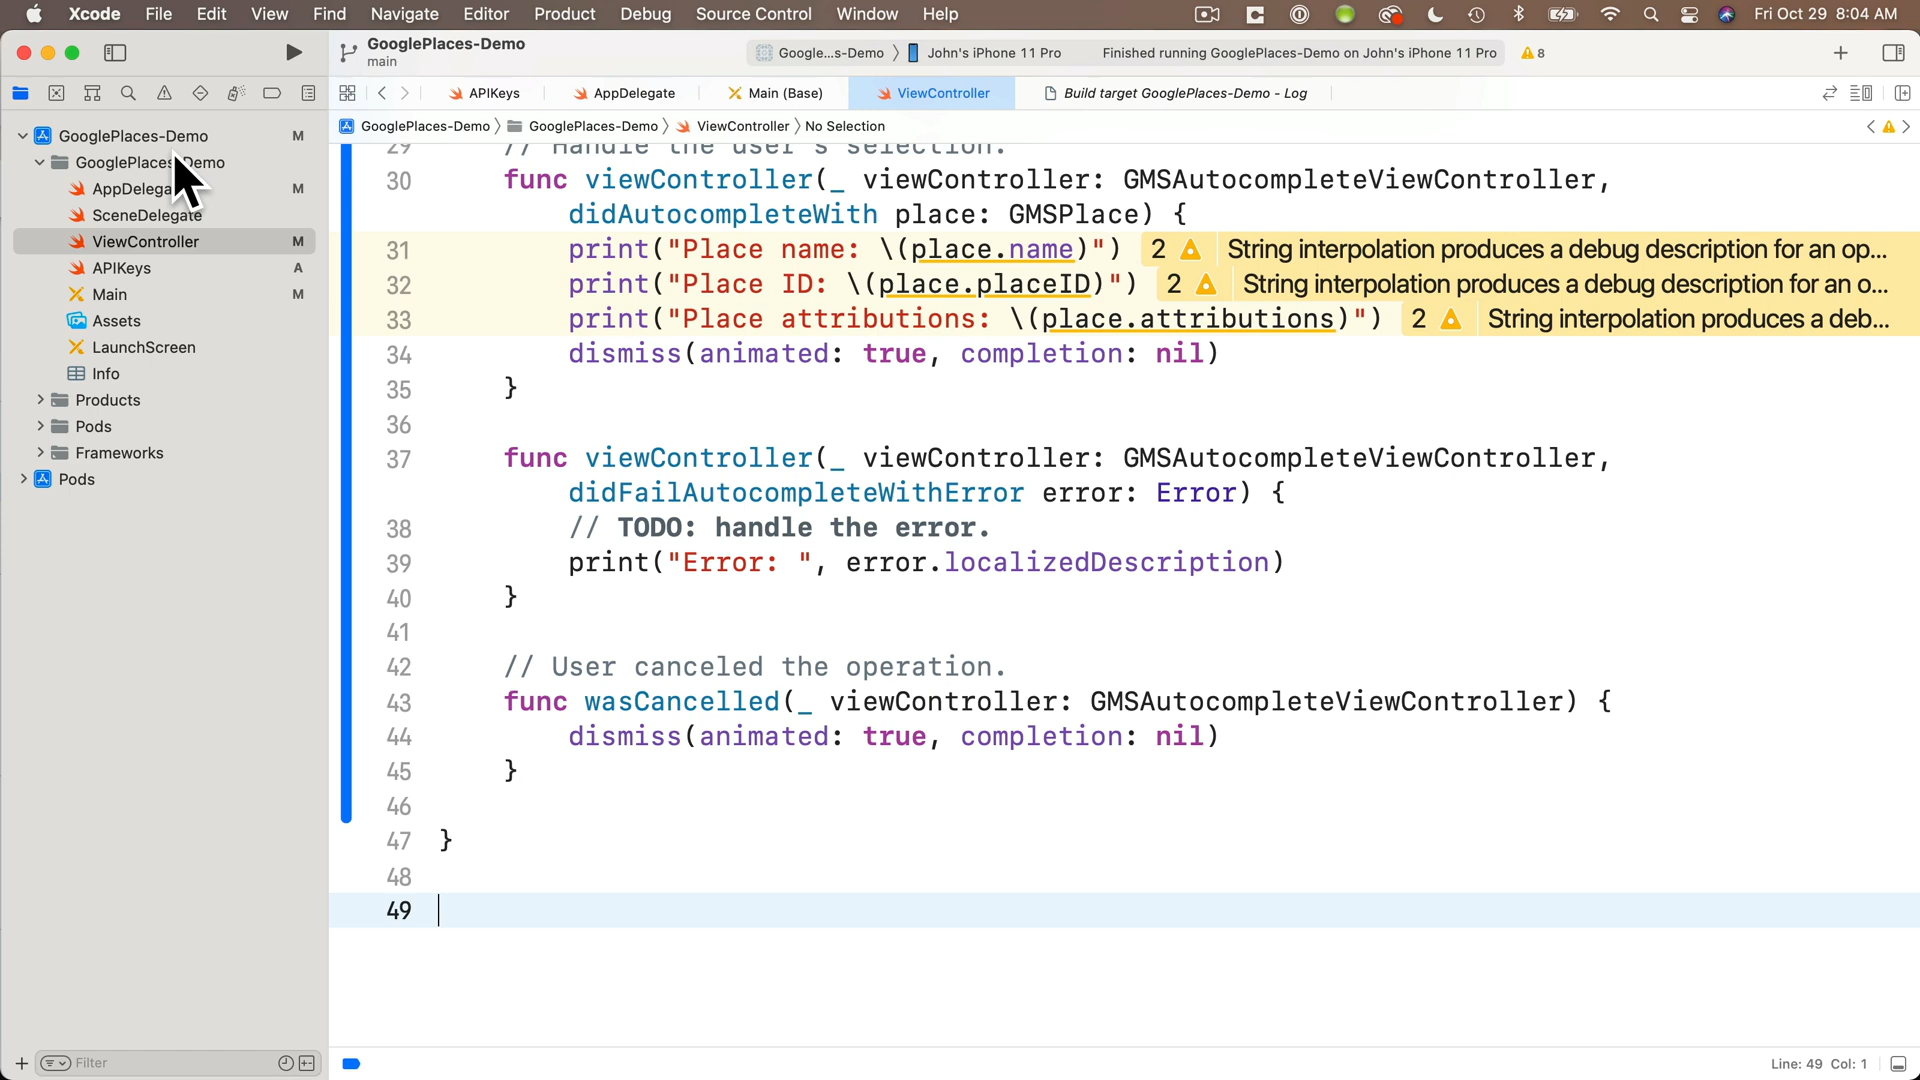 Xcode File Edit View Find Navigate Editor Product Debug Source Control Window Help Fri Oct 29 8:04 AM
GooglePlaces-Demo
main
Google...s-Demo John's iPhone 11 Pro Finished running GooglePlaces-Demo on John's iPhone 11 Pro 8
APIKeys AppDelegate Main (Base) ViewController Build target GooglePlaces-Demo - Log
GooglePlaces-Demo GooglePlaces-Demo ViewController No Selection
GooglePlaces-Demo M
GooglePlaces-Demo
AppDelega M
SceneDelegate
ViewController M
APIKeys A
Main M
Assets
LaunchScreen
Info
Products
Pods
Frameworks
Pods
29 // Handle the user's selection.
30 func viewController(_ viewController: GMSAutocompleteViewController,
didAutocompleteWith place: GMSPlace) {
31 print("Place name: \(place.name)") 2 String interpolation produces a debug description for an op...
32 print("Place ID: \(place.placeID)") 2 String interpolation produces a debug description for an o...
33 print("Place attributions: \(place.attributions)") 2 String interpolation produces a deb...
34 dismiss(animated: true, completion: nil)
35 }
36
37 func viewController(_ viewController: GMSAutocompleteViewController,
didFailAutocompleteWithError error: Error) {
38 // TODO: handle the error.
39 print("Error: ", error.localizedDescription)
40 }
41
42 // User canceled the operation.
43 func wasCancelled(_ viewController: GMSAutocompleteViewController) {
44 dismiss(animated: true, completion: nil)
45 }
46
47 }
48
49
Filter
Line: 49 Col: 1